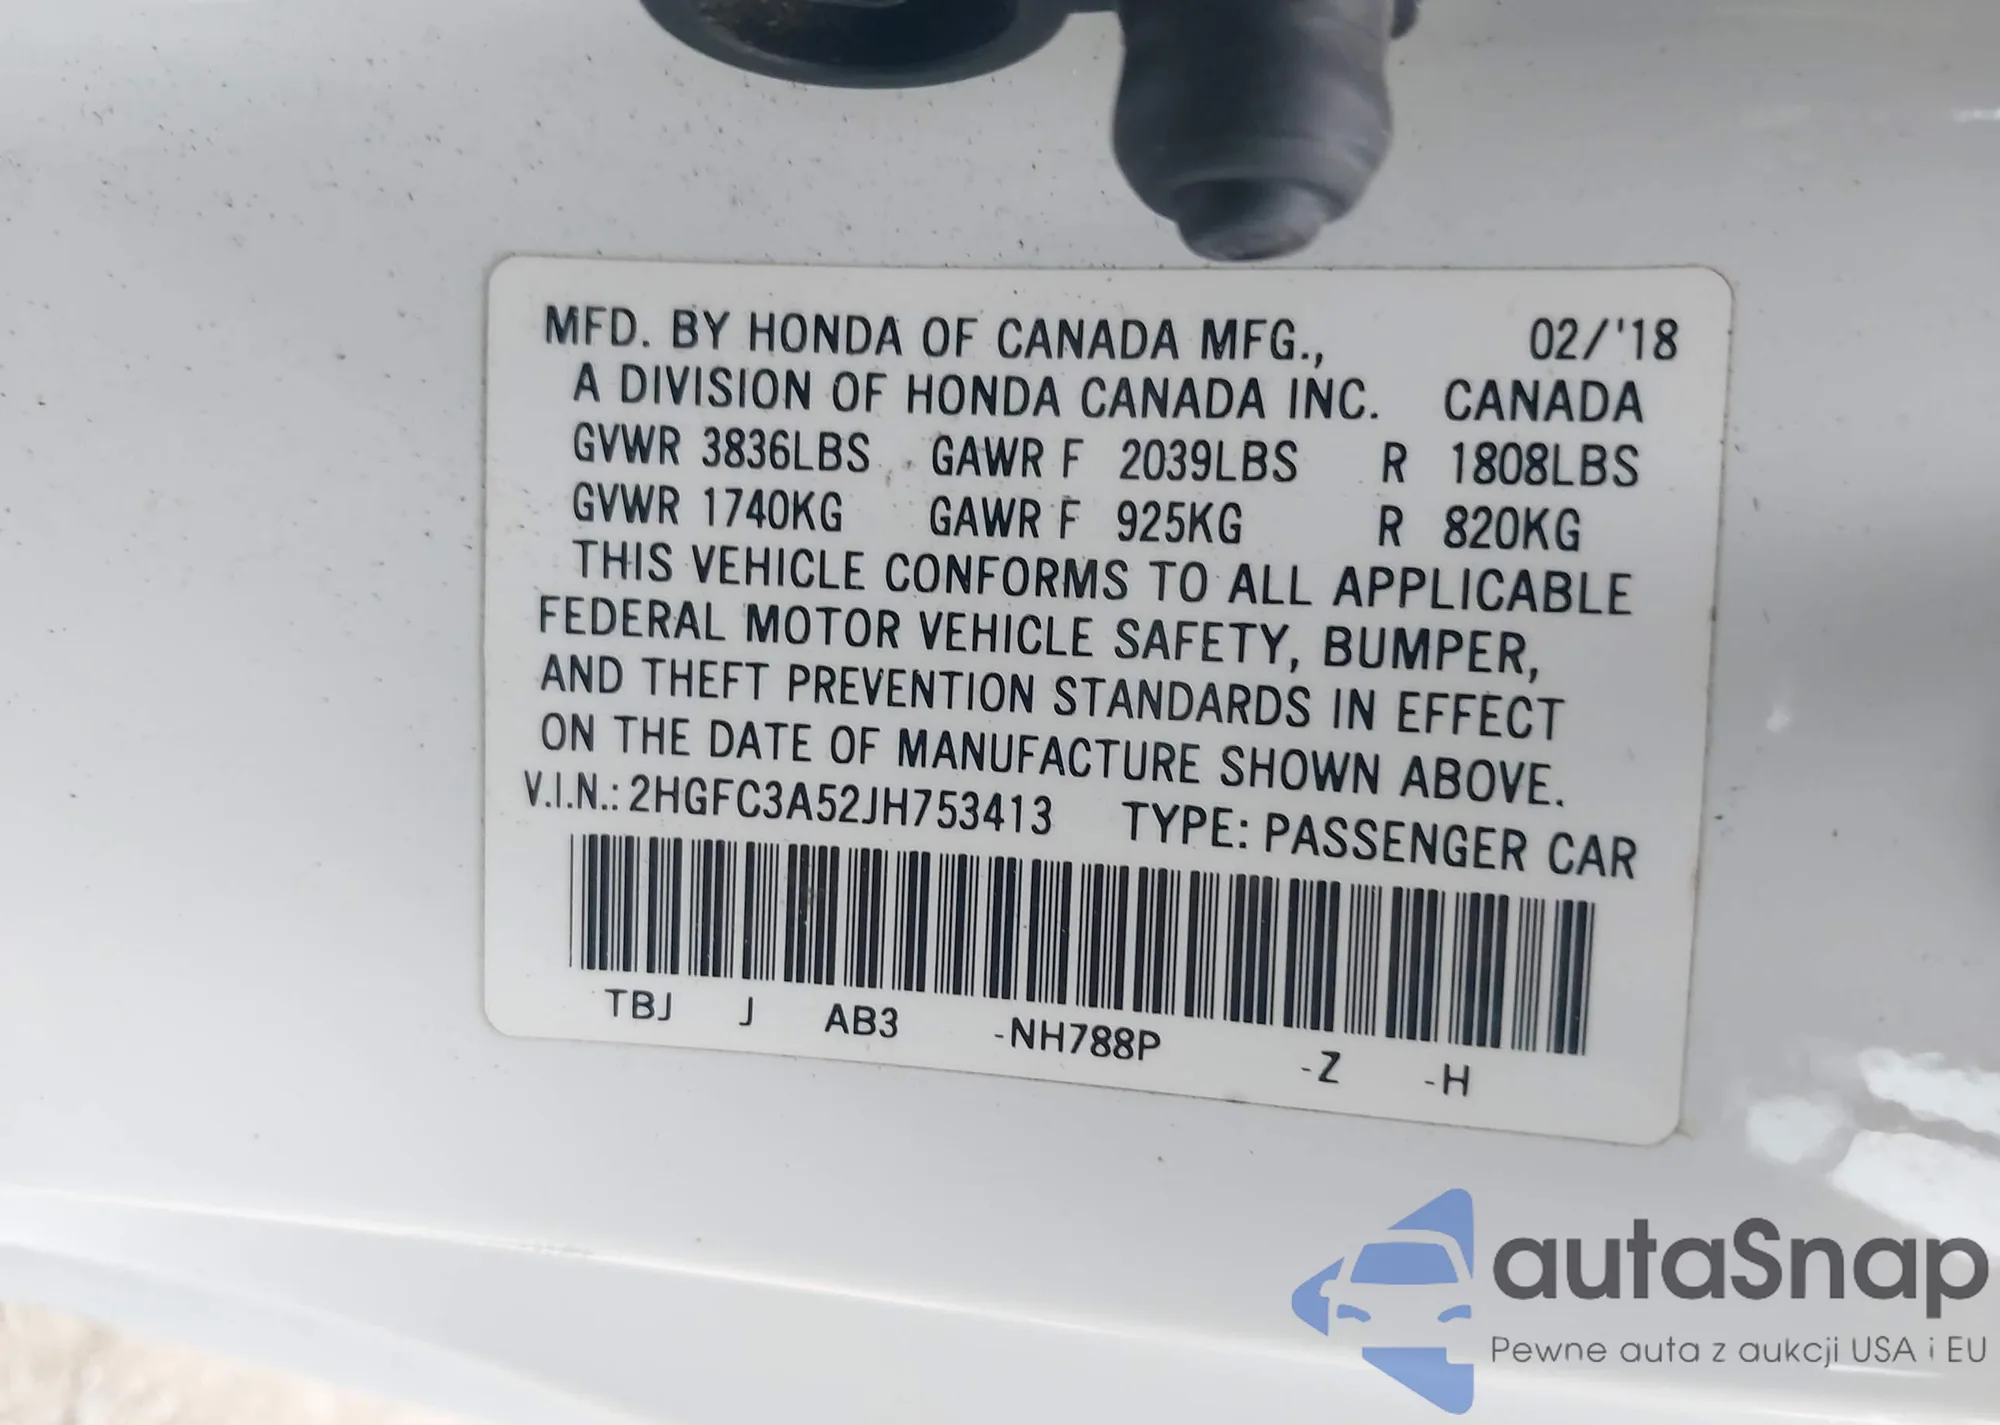 MFD. BY HONDA OF CANADA MFG., 02/'18
A DIVISION OF HONDA CANADA INC. CANADA
GVWR 3836LBS GAWR F 2039LBS R 1808LBS
GVWR 1740KG GAWR F 925KG R 820KG
THIS VEHICLE CONFORMS TO ALL APPLICABLE
FEDERAL MOTOR VEHICLE SAFETY, BUMPER,
AND THEFT PREVENTION STANDARDS IN EFFECT
ON THE DATE OF MANUFACTURE SHOWN ABOVE.
V.I.N.: 2HGFC3A52JH753413 TYPE: PASSENGER CAR
TBJ J AB3 -NH788P -Z -H
autaSnap
Pewne auta z aukcji USA i EU